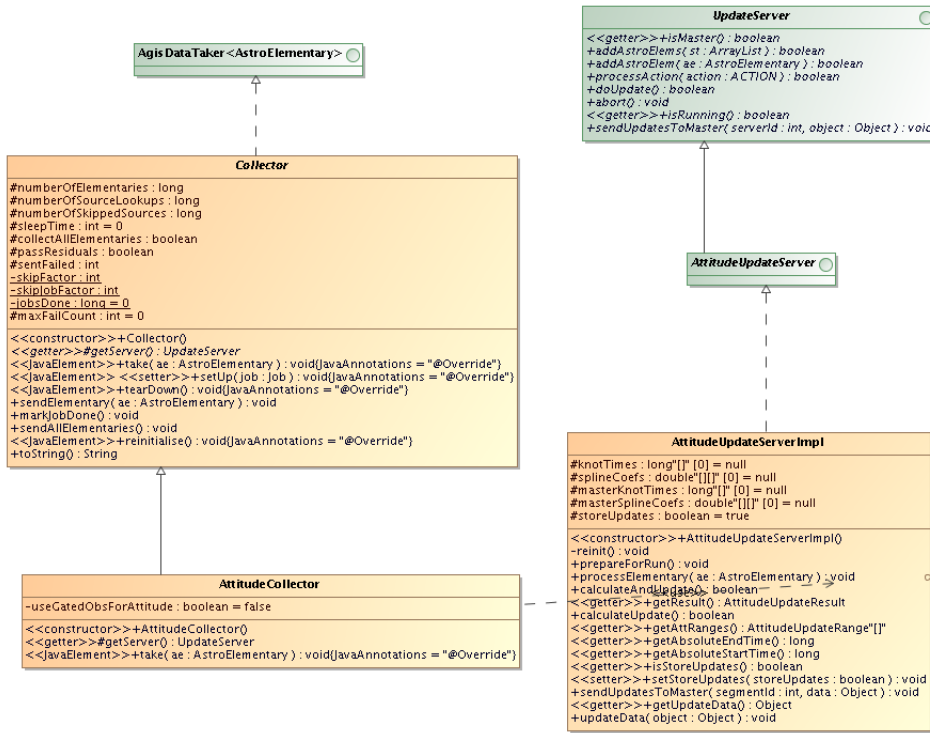 AgisDataTaker<AstroElementary>
UpdateServer
<<getter>>+isMaster() : boolean
+addAstroElems( st : ArrayList ) : boolean
+addAstroElem( ae : AstroElementary ) : boolean
+processAction( action : ACTION ) : boolean
+doUpdate() : boolean
+abort() : void
<<getter>>+isRunning() : boolean
+sendUpdatesToMaster( serverId : int, object : Object ) : void
Collector
#numberOfElementaries : long
#numberOfSourceLookups : long
#numberOfSkippedSources : long
#sleepTime : int = 0
#collectAllElementaries : boolean
#passResiduals : boolean
#sentFailed : int
-skipFactor : int
-skipJobFactor : int
-jobsDone : long = 0
#maxFailCount : int = 0
<<constructor>>+Collector()
<<getter>>#getServer() : UpdateServer
<<JavaElement>>+take( ae : AstroElementary ) : void{JavaAnnotations = "@Override"}
<<JavaElement>> <<setter>>+setUp( job : Job ) : void{JavaAnnotations = "@Override"}
<<JavaElement>>+tearDown() : void{JavaAnnotations = "@Override"}
+sendElementary( ae : AstroElementary ) : void
+markJobDone() : void
+sendAllElementaries() : void
<<JavaElement>>+reinitialise() : void{JavaAnnotations = "@Override"}
+toString() : String
AttitudeUpdateServer
AttitudeUpdateServerImpl
#knotTimes : long"[]" [0] = null
#splineCoefs : double"[][]" [0] = null
#masterKnotTimes : long"[]" [0] = null
#masterSplineCoefs : double"[][]" [0] = null
#storeUpdates : boolean = true
<<constructor>>+AttitudeUpdateServerImpl()
-reinit() : void
+prepareForRun() : void
+processElementary( ae : AstroElementary ) : void
+calculateAndUpdate() : boolean
<<getter>>+getResult() : AttitudeUpdateResult
+calculateUpdate() : boolean
<<getter>>+getAttRanges() : AttitudeUpdateRange"[]"
<<getter>>+getAbsoluteEndTime() : long
<<getter>>+getAbsoluteStartTime() : long
<<getter>>+isStoreUpdates() : boolean
<<setter>>+setStoreUpdates( storeUpdates : boolean ) : void
+sendUpdatesToMaster( segmentId : int, data : Object ) : void
<<getter>>+getUpdateData() : Object
+updateData( object : Object ) : void
AttitudeCollector
-useGatedObsForAttitude : boolean = false
<<constructor>>+AttitudeCollector()
<<getter>>#getServer() : UpdateServer
<<JavaElement>>+take( ae : AstroElementary ) : void{JavaAnnotations = "@Override"}